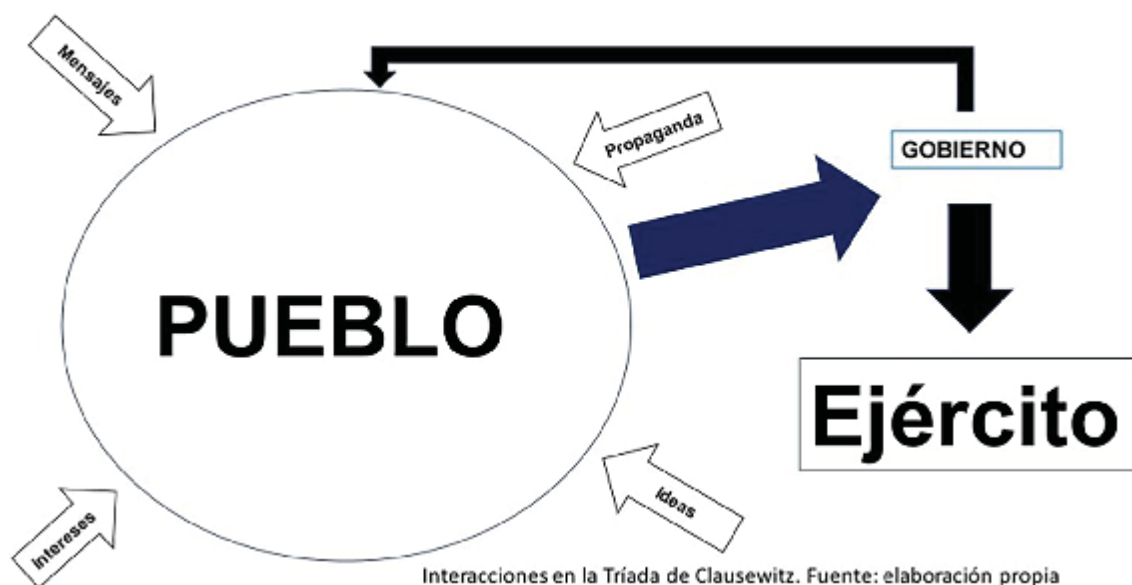 Mensajes
Propaganda
GOBIERNO
PUEBLO
Ejército
Intereses
Ideas
Interacciones en la Tríada de Clausewitz. Fuente: elaboración propia